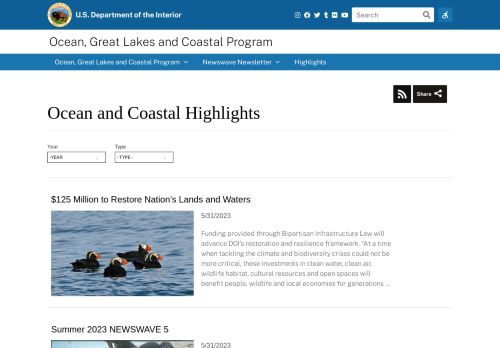 U.S. Department of the Interior
Search
Ocean, Great Lakes and Coastal Program
Ocean, Great Lakes and Coastal Program
Newswave Newsletter
Highlights
Share
Ocean and Coastal Highlights
Year
Type
-YEAR
- TYPE -
$125 Million to Restore Nation's Lands and Waters
5/31/2023
Funding provided through Bipartisan Infrastructure Law will
advance DOI's restoration and resilience framework. "At a time
when tackling the climate and biodiversity crises could not be
more critical, these investments in clean water, clean air,
wildlife habitat, cultural resources and open spaces will
benefit people, wildlife and local economies for generations ...
Summer 2023 NEWSWAVE 5
5/31/2023